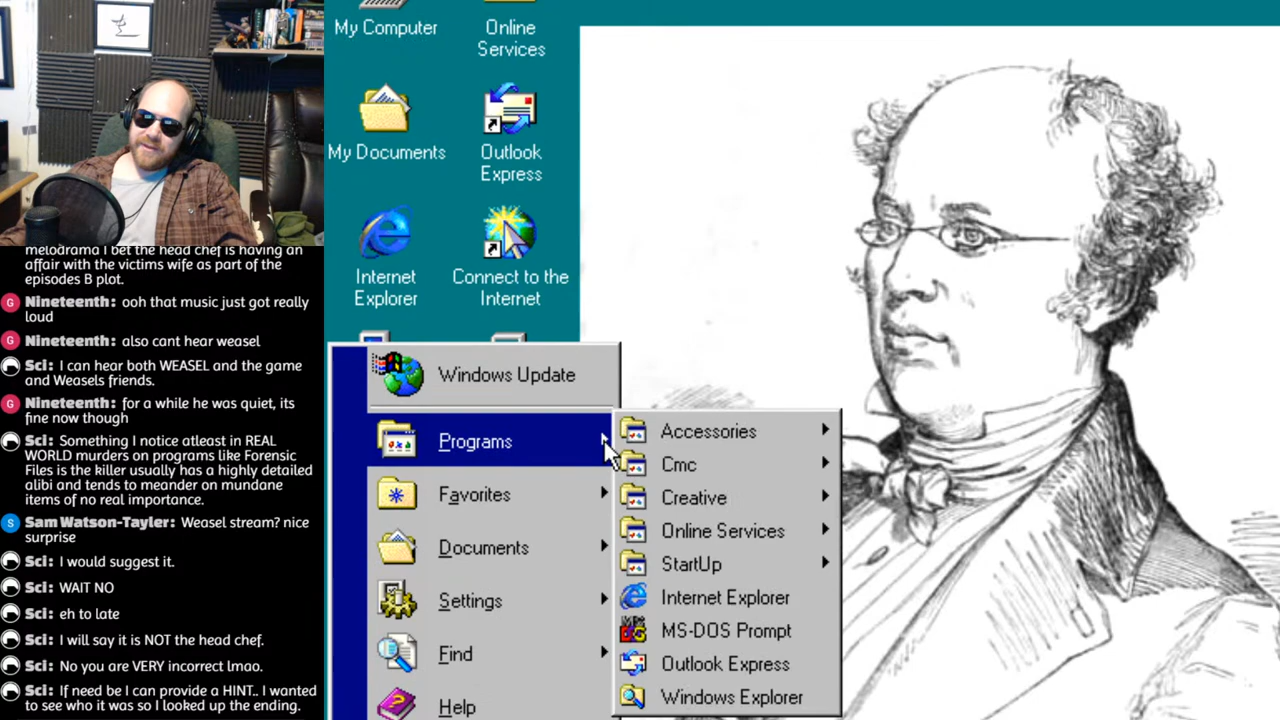 My Computer
Online
Services
My Documents
Outlook
Express
Internet
Explorer
Connect to the
Internet
melodrama I bet the head chef is having an
affair with the victims wife as part of the
episodes B plot.
G Nineteenth: ooh that music just got really
loud
G Nineteenth: also cant hear weasel
Sci: I can hear both WEASEL and the game
and Weasels friends.
G Nineteenth: for a while he was quiet, its
fine now though
Sci: Something I notice atleast in REAL
WORLD murders on programs like Forensic
Files is the killer usually has a highly detailed
alibi and tends to meander on mundane
items of no real importance.
S Sam Watson-Tayler: Weasel stream? nice
surprise
Sci: I would suggest it.
Sci: WAIT NO
Sci: eh to late
Sci: I will say it is NOT the head chef.
Sci: No you are VERY incorrect lmao.
Sci: If need be I can provide a HINT.. I wanted
to see who it was so I looked up the ending.
Windows Update
Programs
Favorites
Documents
Settings
Find
Help
Accessories
Cmc
Creative
Online Services
StartUp
Internet Explorer
MS-DOS Prompt
Outlook Express
Windows Explorer